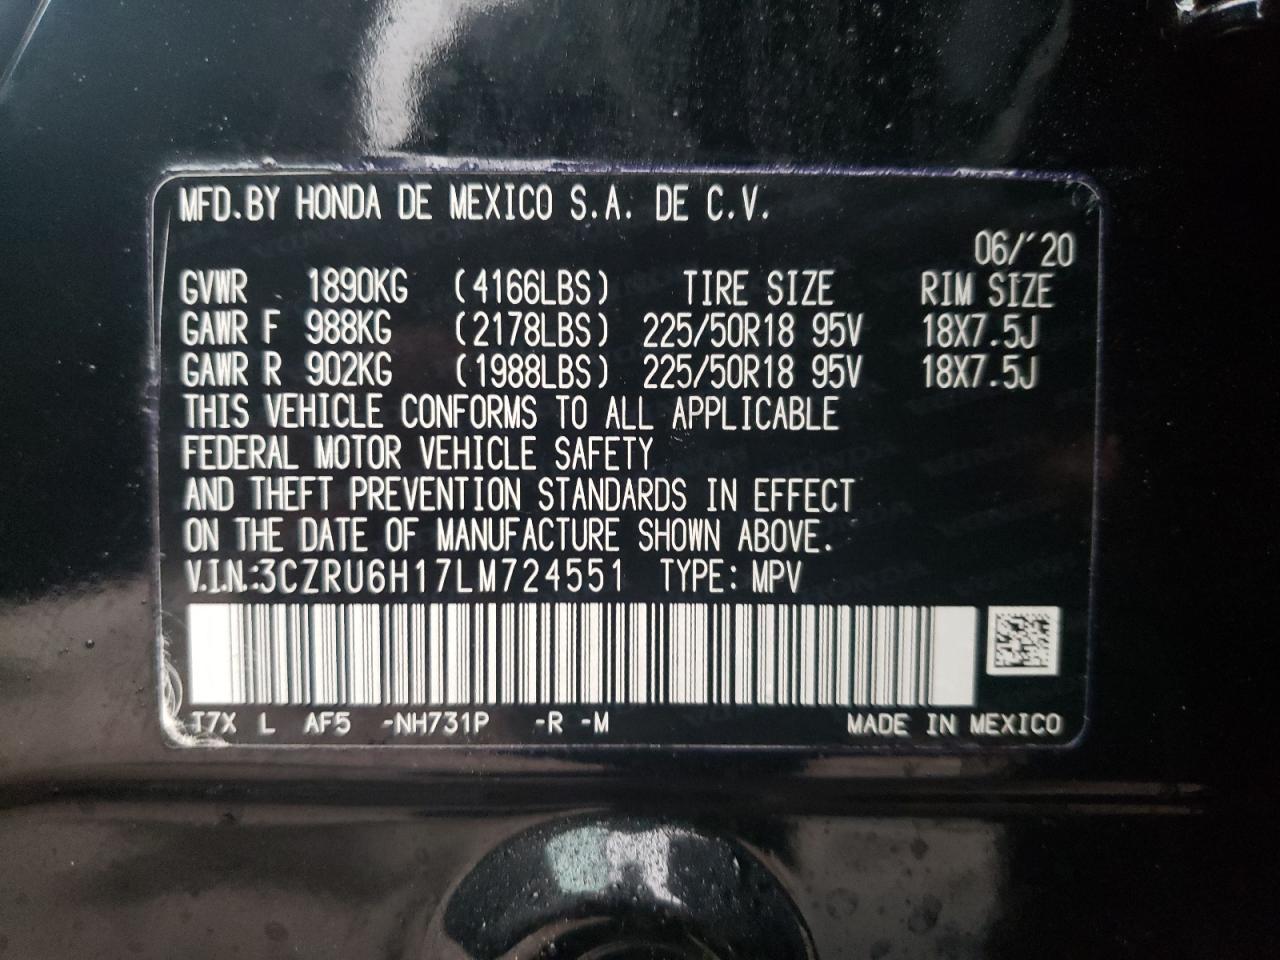 MFD.BY HONDA DE MEXICO S.A. DE C.V.
06/'20
GVWR 1890KG (4166LBS) TIRE SIZE RIM SIZE
GAWR F 988KG (2178LBS) 225/50R18 95V 18X7.5J
GAWR R 902KG (1988LBS) 225/50R18 95V 18X7.5J
THIS VEHICLE CONFORMS TO ALL APPLICABLE
FEDERAL MOTOR VEHICLE SAFETY
AND THEFT PREVENTION STANDARDS IN EFFECT
ON THE DATE OF MANUFACTURE SHOWN ABOVE.
V.I.N.:3CZRU6H17LM724551 TYPE: MPV
T7X L AF5 -NH731P -R -M MADE IN MEXICO